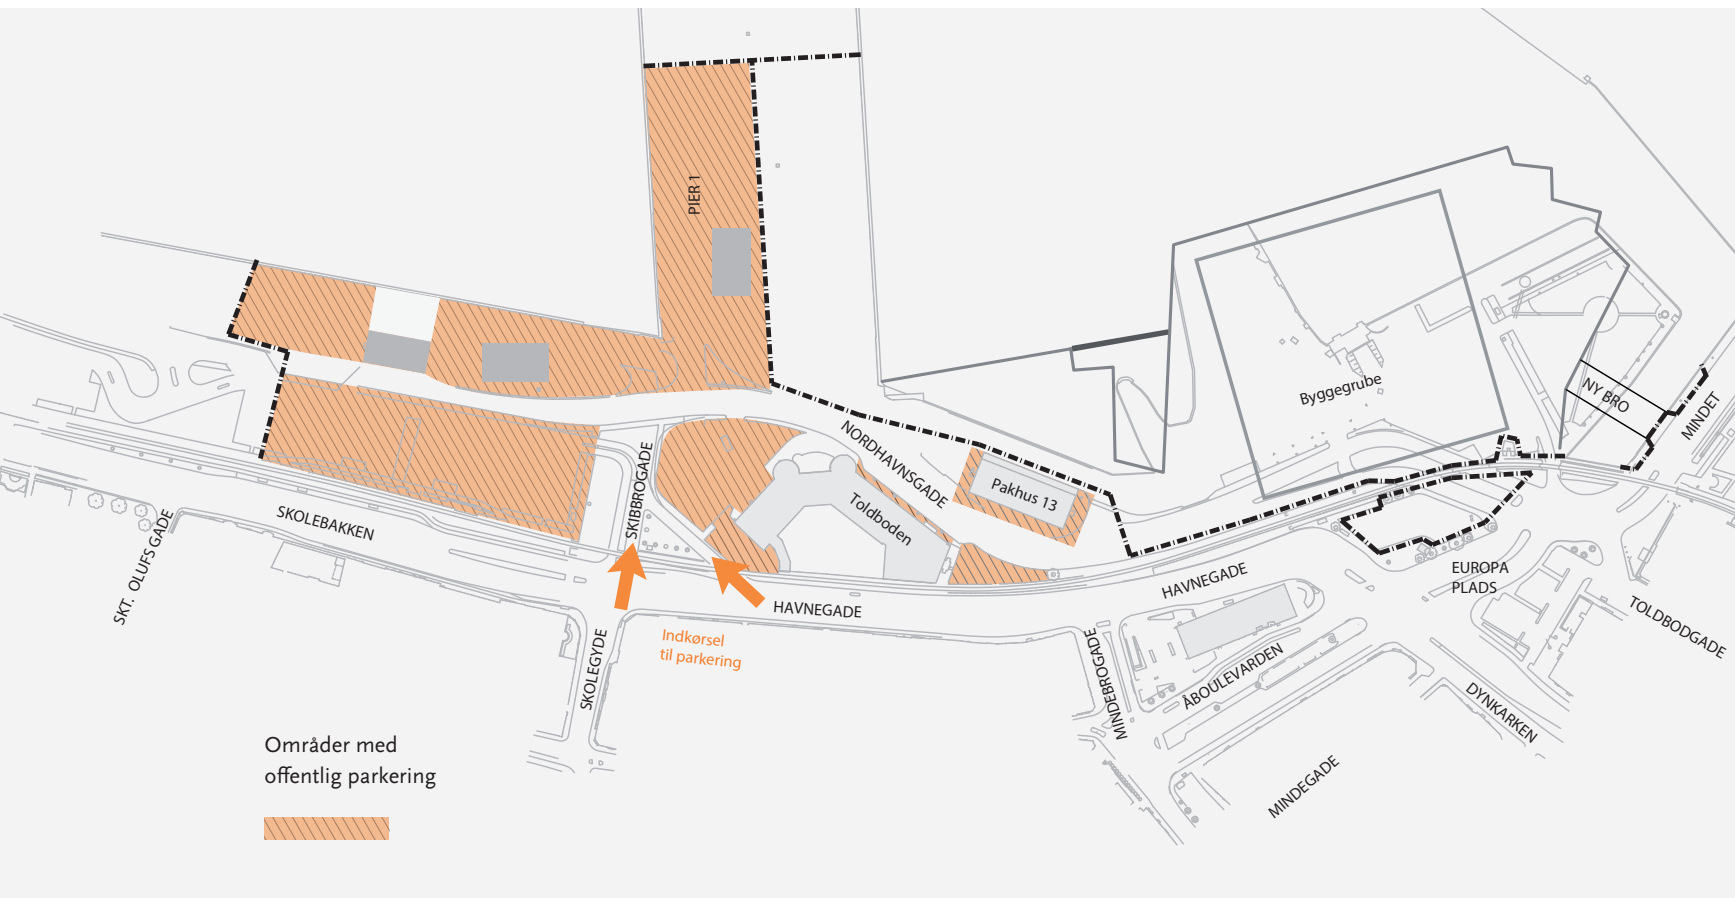 PIER 1
Byggegrube
NY BRO
MINDET
NORDHAVNSGADE
Pakhus 13
Toldboden
SKIBBROGADE
SKOLEBAKKEN
SKT. OLUFS GADE
HAVNEGADE
HAVNEGADE
EUROPA
PLADS
TOLDBODGADE
Indkørsel
til parkering
SKOLEGYDE
MINDEBROGADE
ÅBOULEVARDEN
DYNKARKEN
MINDEGADE
Områder med
offentlig parkering